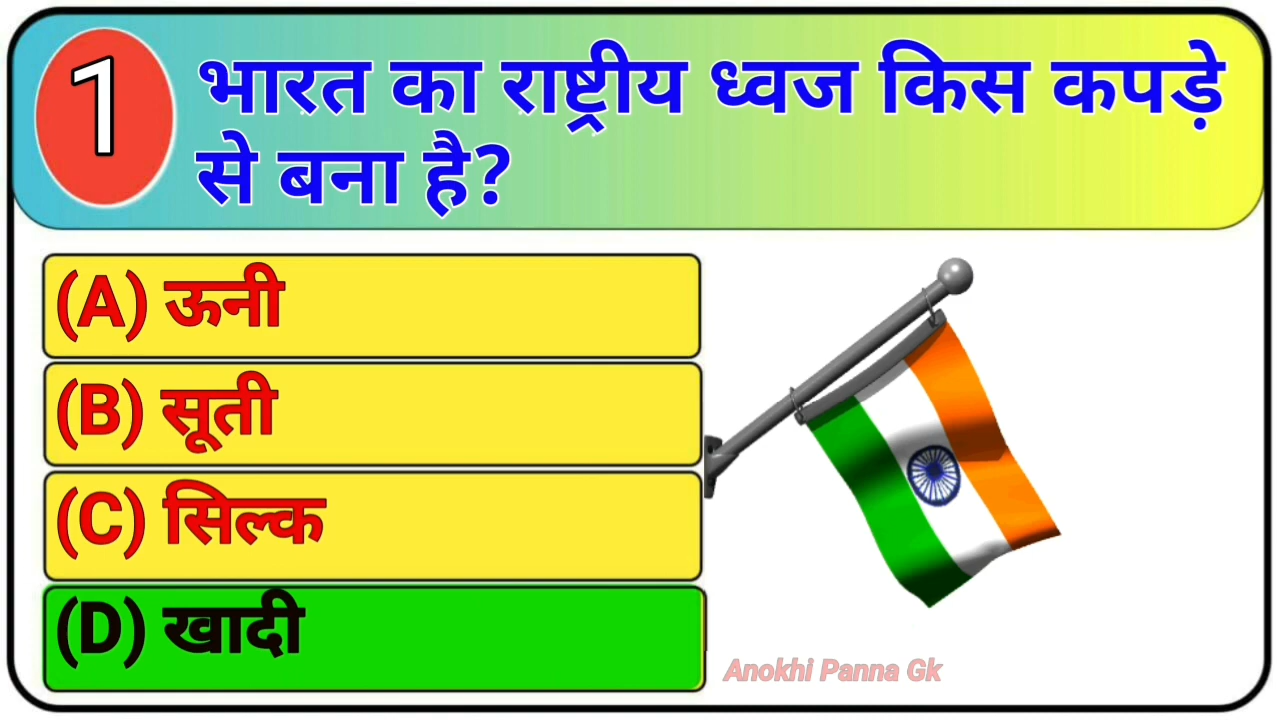 1
भारत का राष्ट्रीय ध्वज किस कपड़े
से बना है?
(A) ऊनी
(B) सूती
(C) सिल्क
(D) खादी
Anokhi Panna Gk